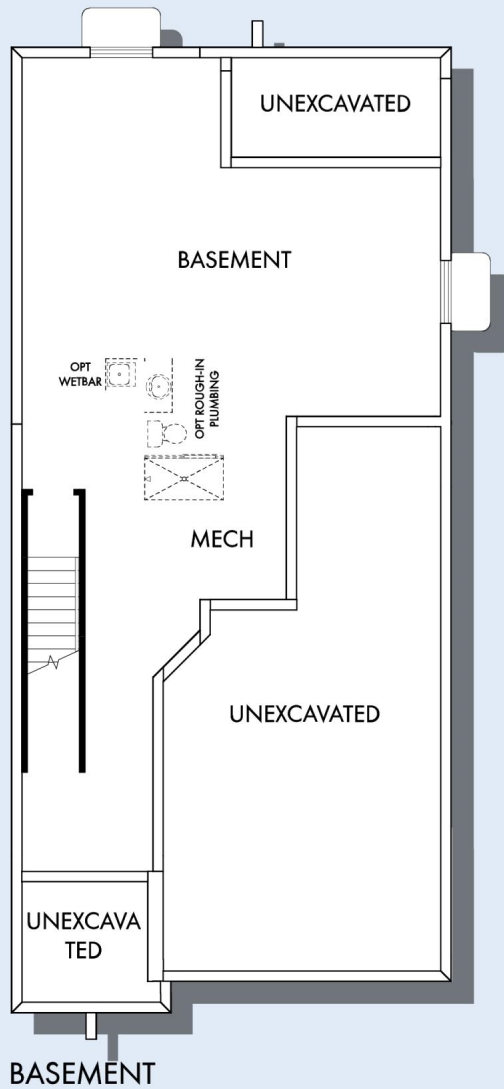 UNEXCAVATED
BASEMENT
OPT
WETBAR
OPT ROUGH-IN
PLUMBING
MECH
UNEXCAVATED
UNEXCAVA
TED
BASEMENT